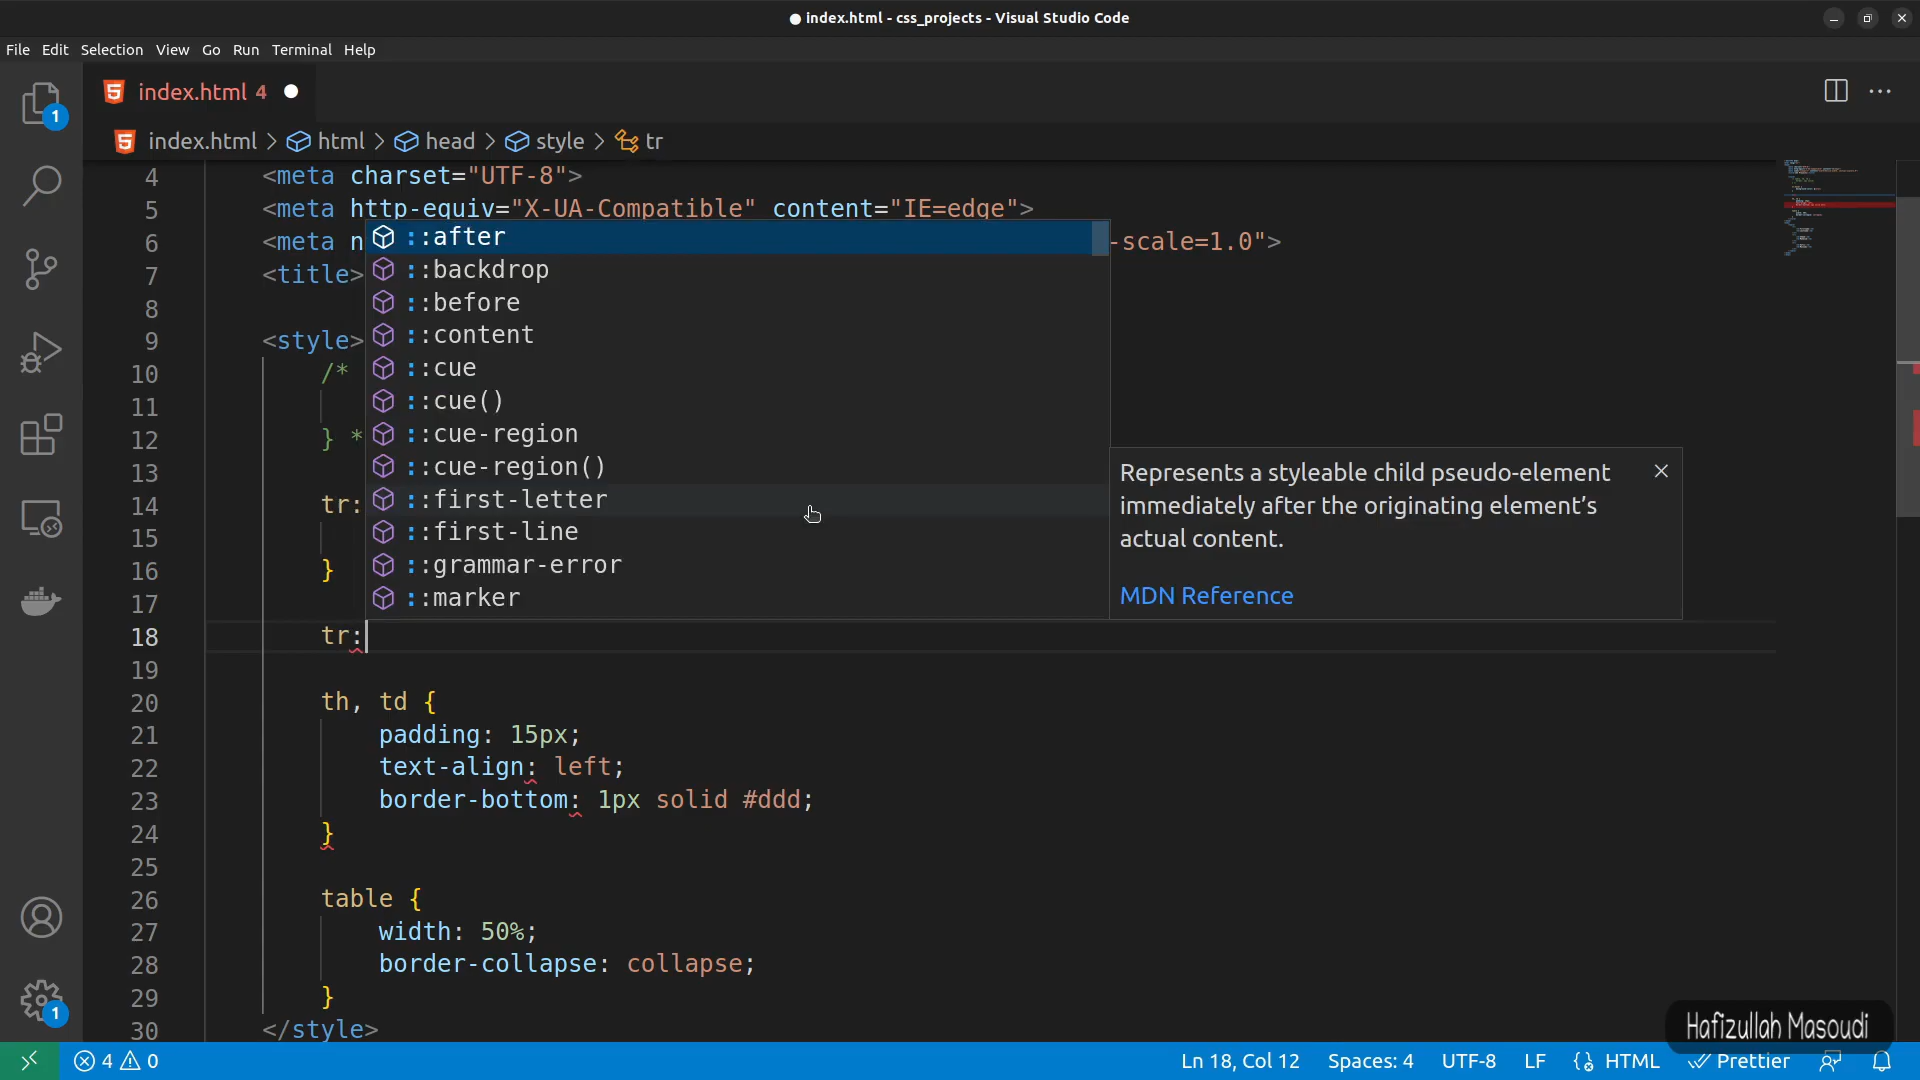 ● index.html - css_projects - Visual Studio Code
File Edit Selection View Go Run Terminal Help
index.html 4
index.html > html > head > style > tr
4 <meta charset="UTF-8">
5 <meta http-equiv="X-UA-Compatible" content="IE=edge">
6 <meta n -scale=1.0">
7 <title>
8
9 <style>
10 /*
11
12 } *
13
14 tr:
15
16 }
17
18 tr:
19
20 th, td {
21 padding: 15px;
22 text-align: left;
23 border-bottom: 1px solid #ddd;
24 }
25
26 table {
27 width: 50%;
28 border-collapse: collapse;
29 }
30 </style>
::after
::backdrop
::before
::content
::cue
::cue()
::cue-region
::cue-region()
::first-letter
::first-line
::grammar-error
::marker
Represents a styleable child pseudo-element
immediately after the originating element’s
actual content.
MDN Reference
1
1
Hafizullah Masoudi
4 0 Ln 18, Col 12 Spaces: 4 UTF-8 LF HTML Prettier